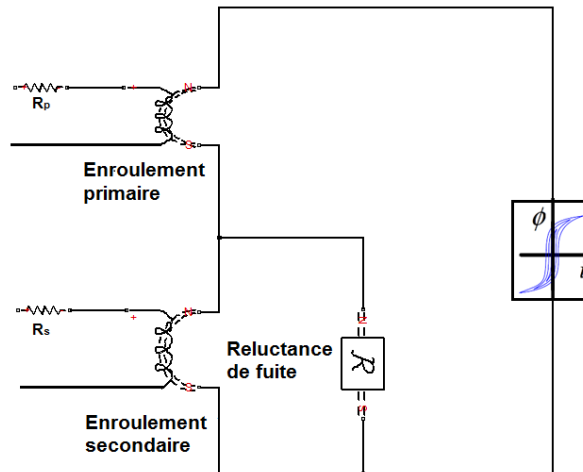 Rp
+
N
S
Enroulement
primaire
ϕ
Rs
+
N
S
N
Reluctance
de fuite
R
S
Enroulement
secondaire